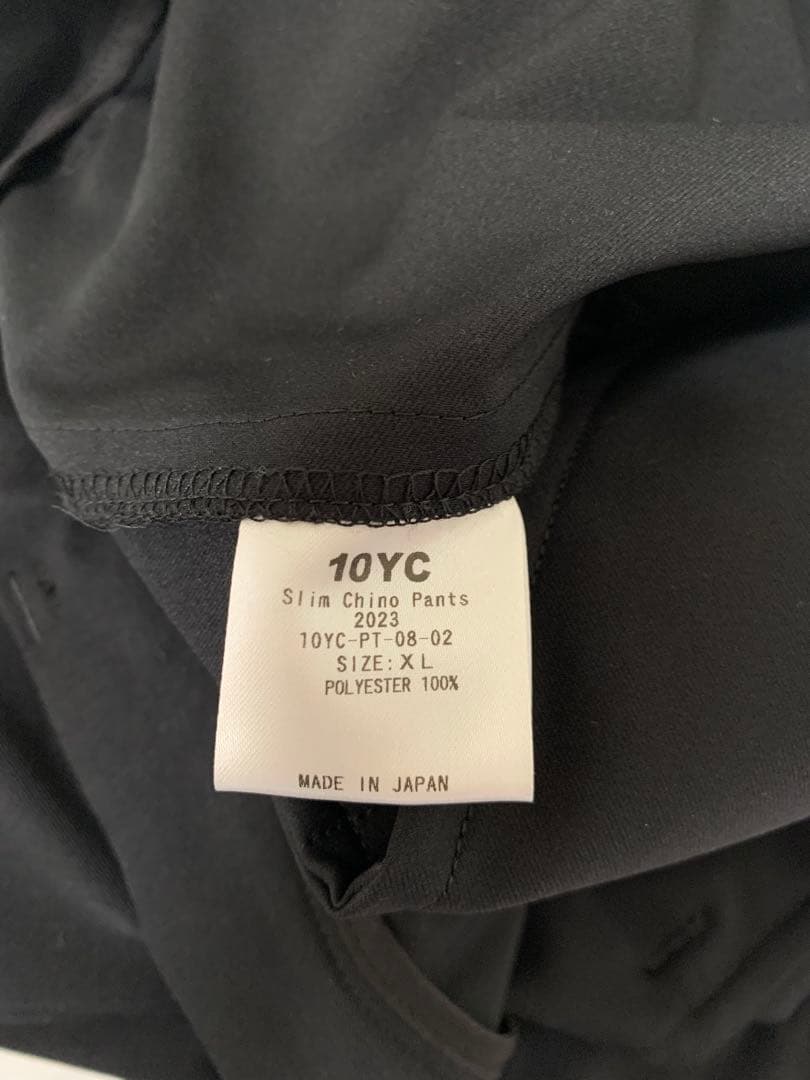 10YC
Slim Chino Pants
2023
10YC-PT-08-02
SIZE: XL
POLYESTER 100%
MADE IN JAPAN